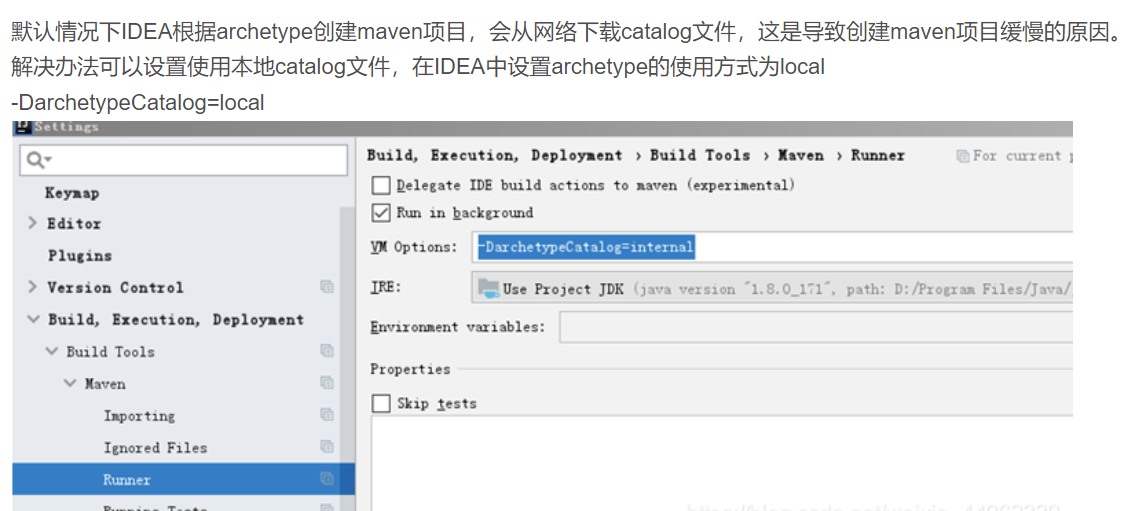 默认情况下IDEA根据archetype创建maven项目，会从网络下载catalog文件，这是导致创建maven项目缓慢的原因。
解决办法可以设置使用本地catalog文件，在IDEA中设置archetype的使用方式为local
-DarchetypeCatalog=local
Settings
Build, Execution, Deployment › Build Tools › Maven › Runner For current
Keymap
Editor
Plugins
Version Control
Build, Execution, Deployment
Build Tools
Maven
Importing
Ignored Files
Runner
Running Tests
Delegate IDE build actions to maven (experimental)
Run in background
VM Options: -DarchetypeCatalog=internal
JRE: Use Project JDK (java version "1.8.0_171", path: D:/Program Files/Java/
Environment variables:
Properties
Skip tests